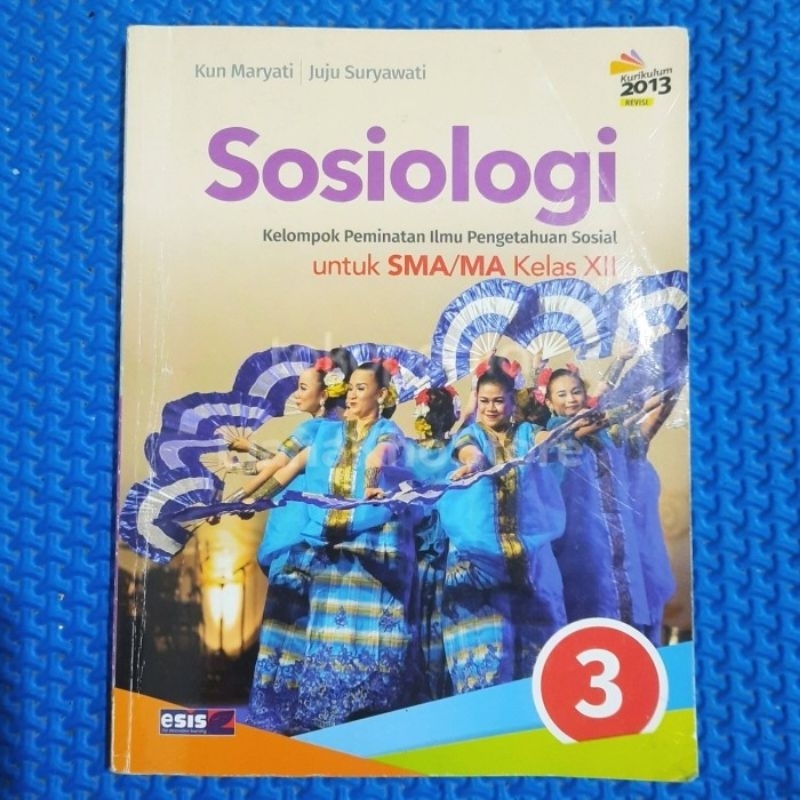 Kun Maryati | Juju Suryawati
Kurikulum
2013
REVISI
Sosiologi
Kelompok Peminatan Ilmu Pengetahuan Sosial
untuk SMA/MA Kelas XII
3
esis